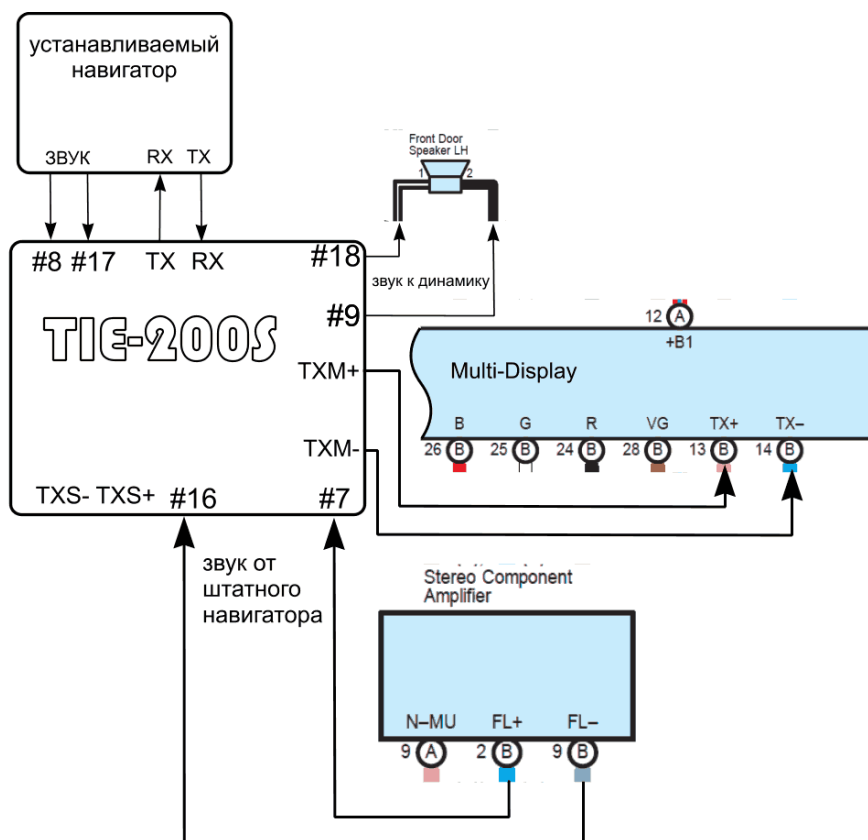 устанавливаемый
навигатор
ЗВУК RX TX
Front Door
Speaker LH
1 2
#8 #17 TX RX #18
звук к динамику
#9
TIE-200S
12 A
+B1
TXM+
Multi-Display
B G R VG TX+ TX–
26 B 25 B 24 B 28 B 13 B 14 B
TXM-
TXS- TXS+ #16 #7
звук от
штатного
навигатора
Stereo Component
Amplifier
N–MU FL+ FL–
9 A 2 B 9 B